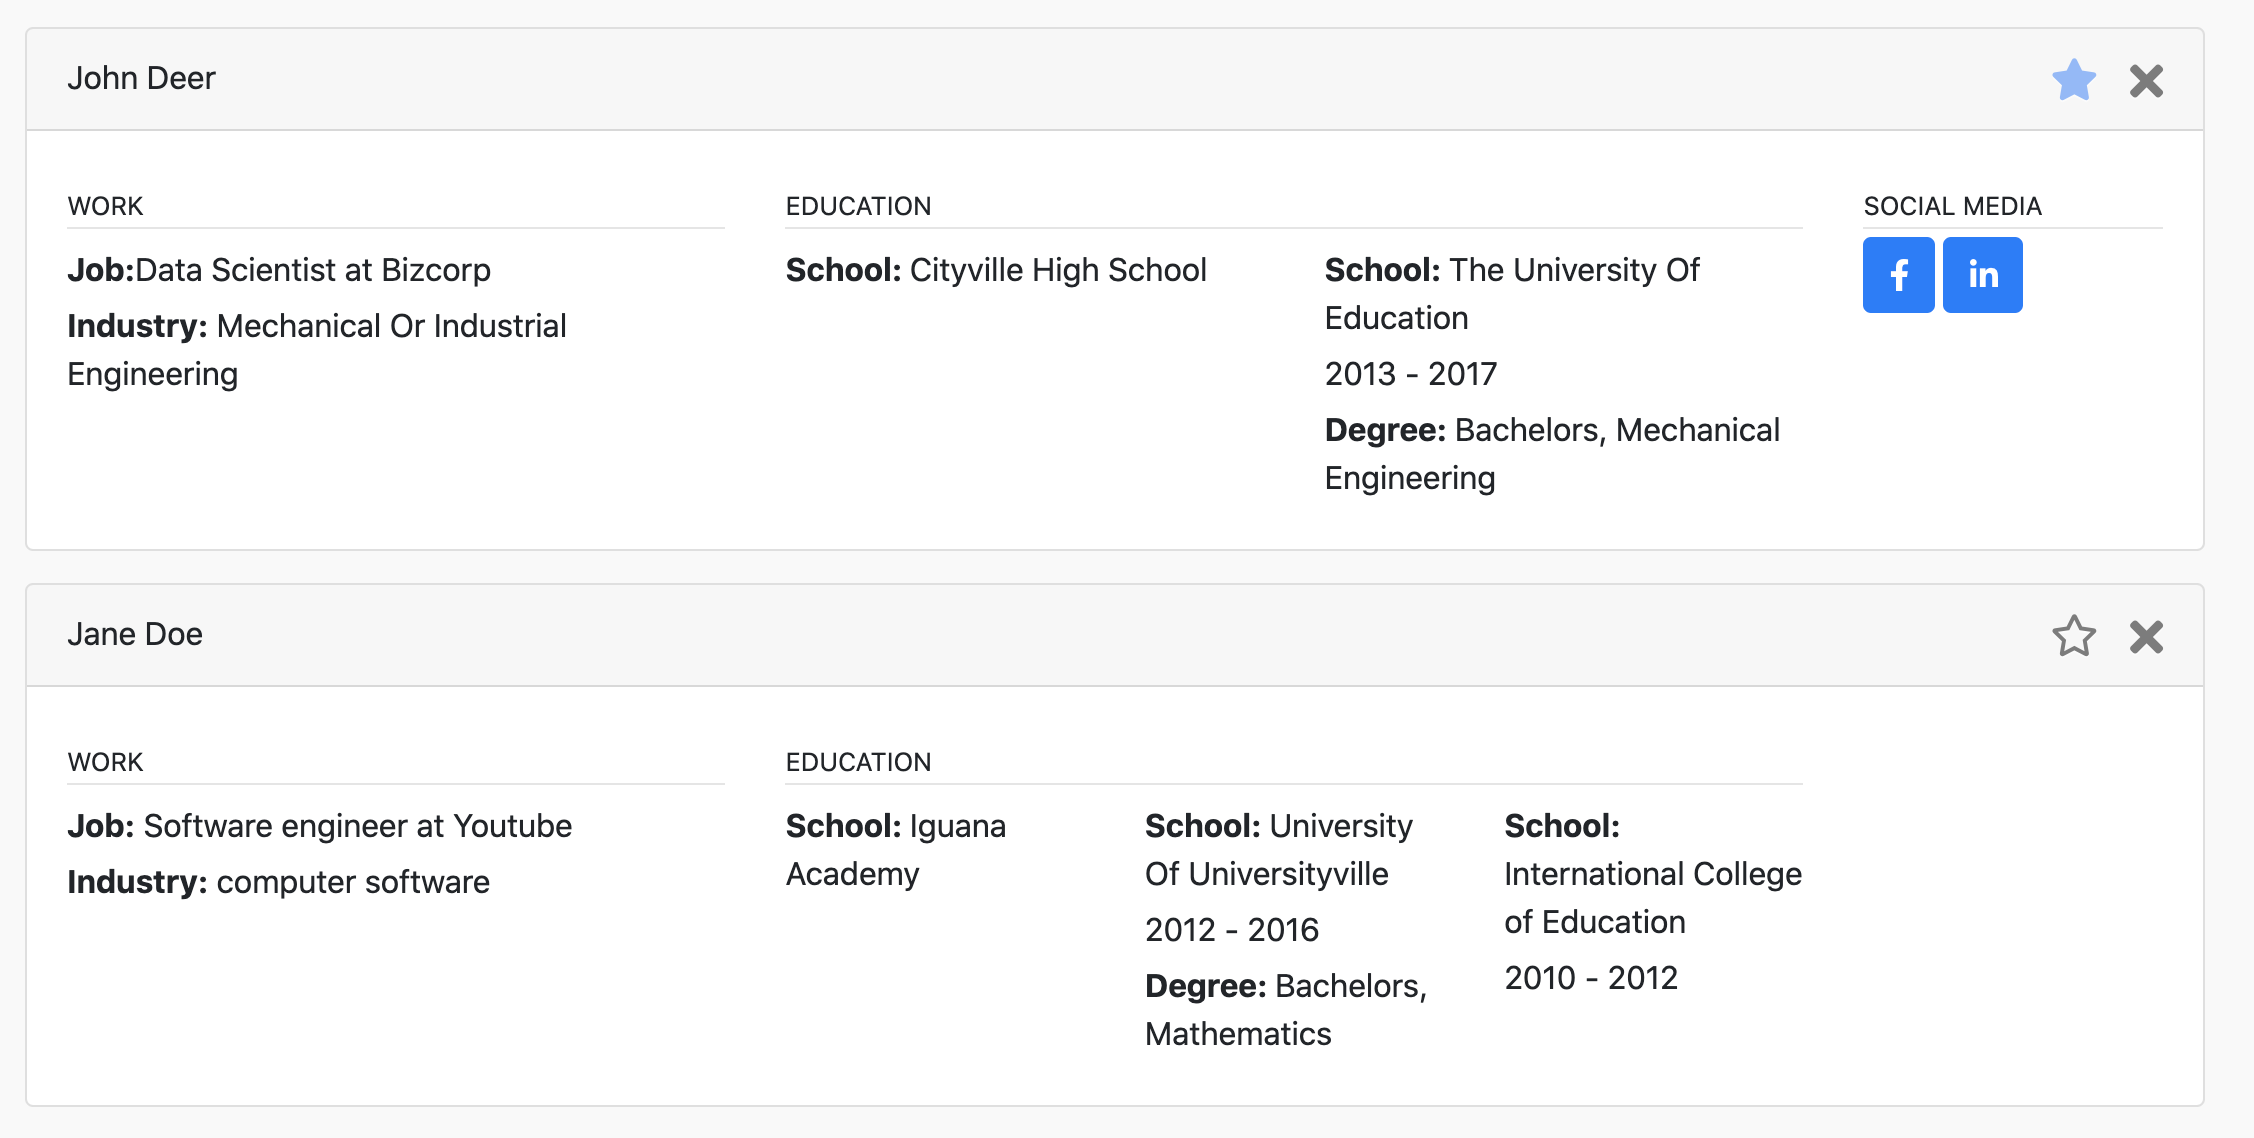 John Deer
WORK
Job:Data Scientist at Bizcorp
Industry: Mechanical Or Industrial
Engineering
EDUCATION
School: Cityville High School
School: The University Of
Education
2013 - 2017
Degree: Bachelors, Mechanical
Engineering
SOCIAL MEDIA
f
in
Jane Doe
WORK
Job: Software engineer at Youtube
Industry: computer software
EDUCATION
School: Iguana
Academy
School: University
Of Universityville
2012 - 2016
Degree: Bachelors,
Mathematics
School:
International College
of Education
2010 - 2012